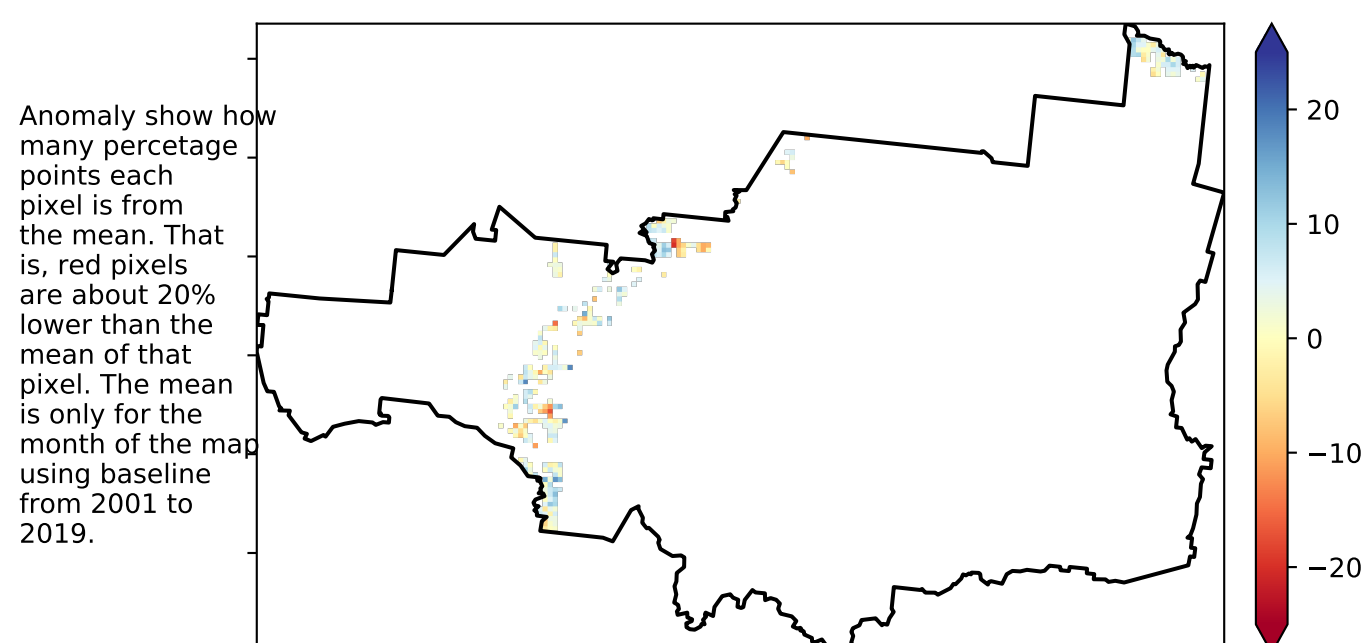 Anomaly show how
many percetage
points each
pixel is from
the mean. That
is, red pixels
are about 20%
lower than the
mean of that
pixel. The mean
is only for the
month of the map
using baseline
from 2001 to
2019.
20
10
0
−10
−20